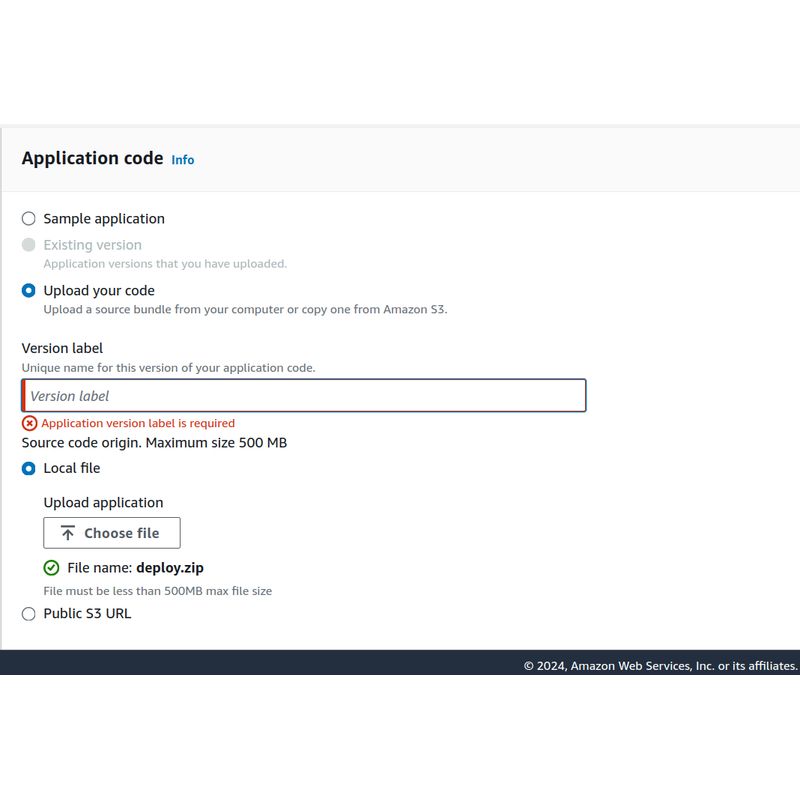 Application code Info
Sample application
Existing version
Application versions that you have uploaded.
Upload your code
Upload a source bundle from your computer or copy one from Amazon S3.
Version label
Unique name for this version of your application code.
Version label
Application version label is required
Source code origin. Maximum size 500 MB
Local file
Upload application
Choose file
File name: deploy.zip
File must be less than 500MB max file size
Public S3 URL
© 2024, Amazon Web Services, Inc. or its affiliates.